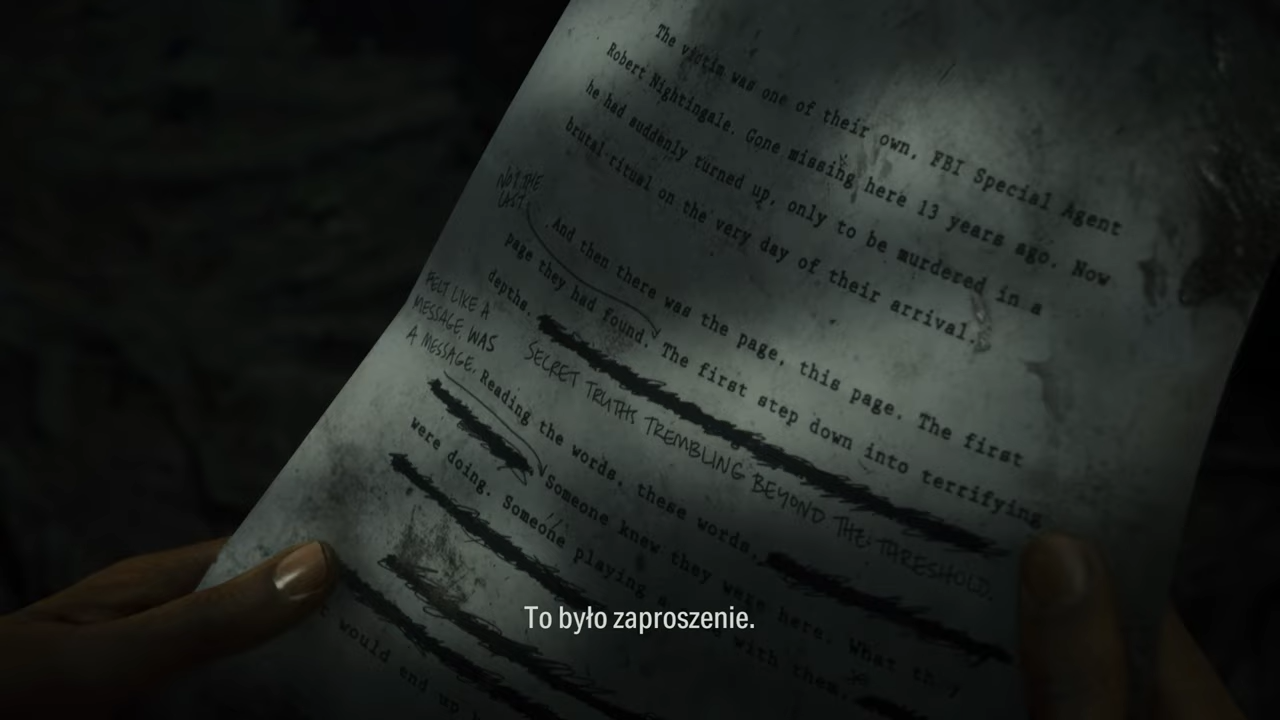 The victim was one of their own, FBI Special Agent
Robert Nightingale. Gone missing here 13 years ago. Now
he had suddenly turned up, only to be murdered in a
brutal ritual on the very day of their arrival.
NOT THE
LAST.
And then there was the page, this page. The first
page they had found. The first step down into terrifying
depths.
SECRET TRUTHS TREMBLING BEYOND THE THRESHOLD.
FELT LIKE A
MESSAGE. WAS
A MESSAGE.
Reading the words, these words,
Someone knew they were here. What they
were doing. Someone playing a with them.
would end up
To było zaproszenie.